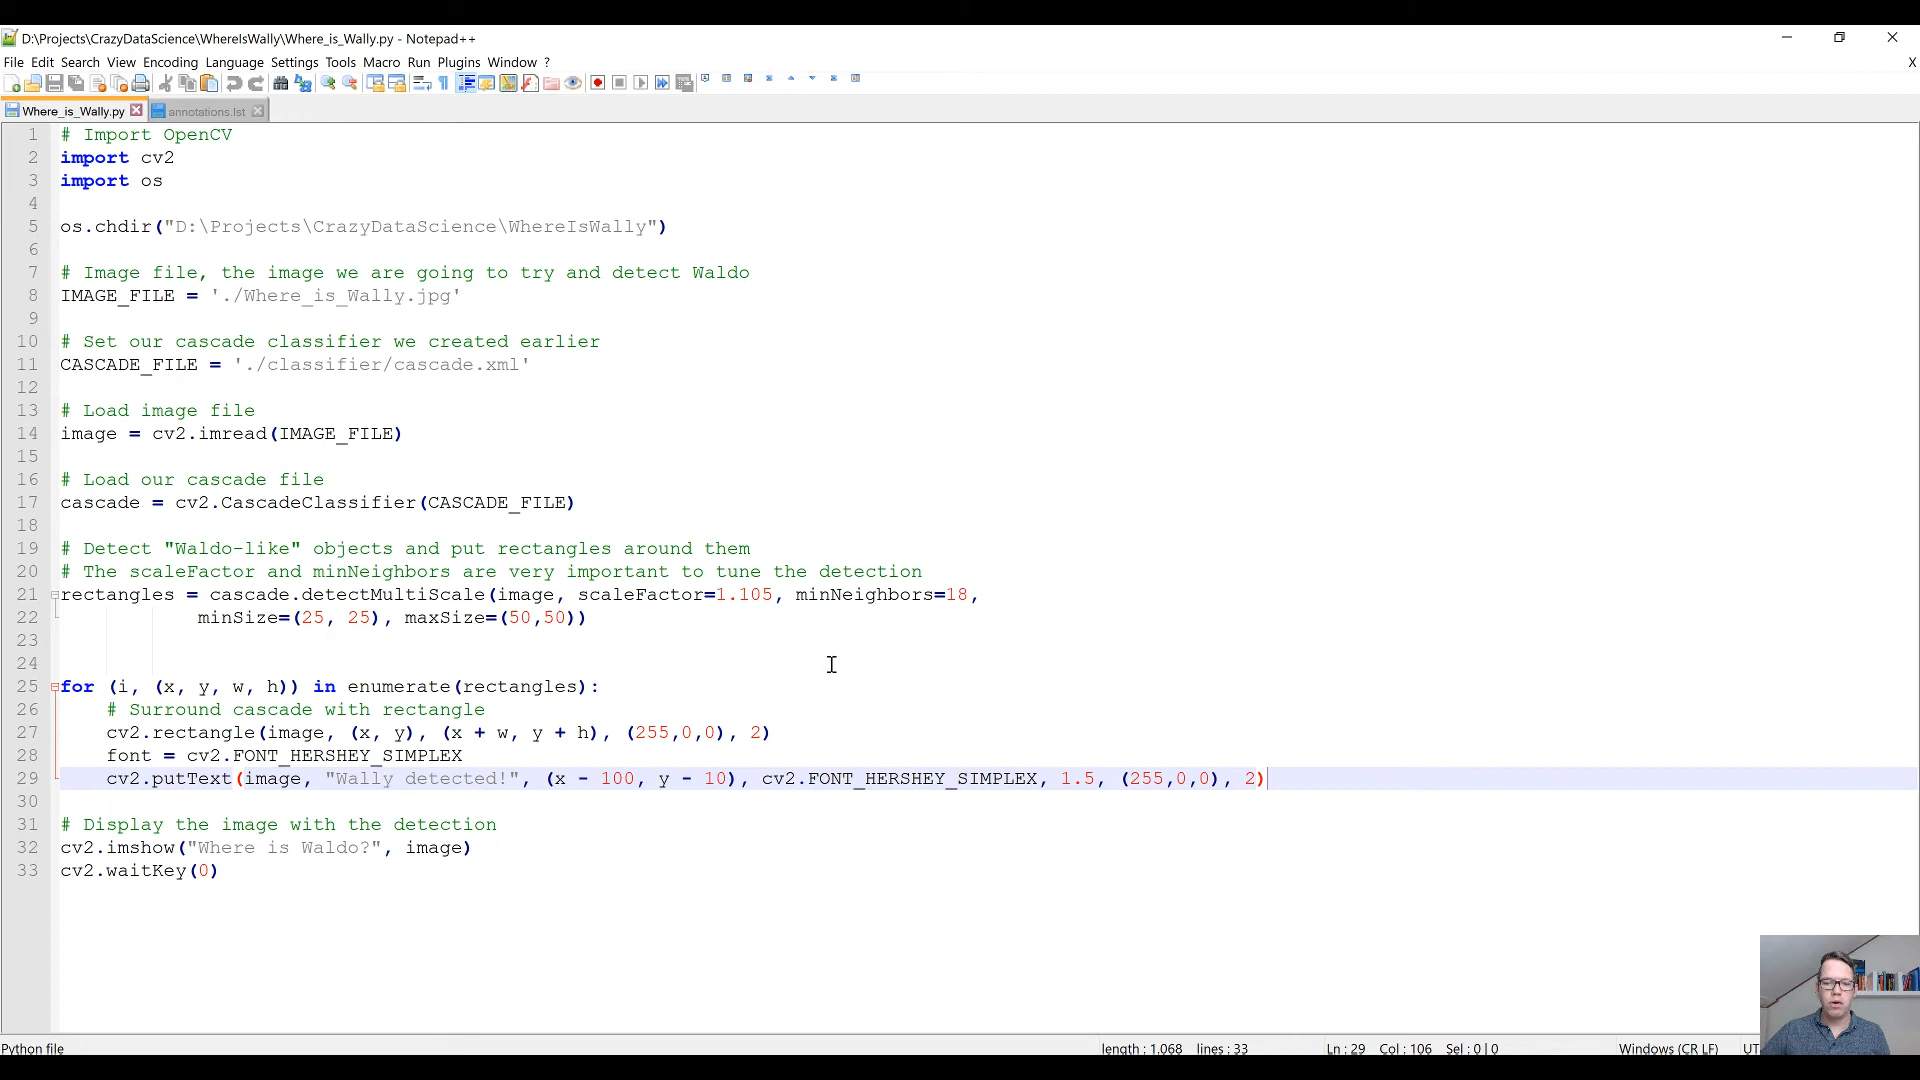 D:\Projects\CrazyDataScience\WhereIsWally\Where_is_Wally.py - Notepad++
File Edit Search View Encoding Language Settings Tools Macro Run Plugins Window ?
X
Where_is_Wally.py annotations.lst
1 # Import OpenCV
2 import cv2
3 import os
4
5 os.chdir("D:\Projects\CrazyDataScience\WhereIsWally")
6
7 # Image file, the image we are going to try and detect Waldo
8 IMAGE_FILE = './Where_is_Wally.jpg'
9
10 # Set our cascade classifier we created earlier
11 CASCADE_FILE = './classifier/cascade.xml'
12
13 # Load image file
14 image = cv2.imread(IMAGE_FILE)
15
16 # Load our cascade file
17 cascade = cv2.CascadeClassifier(CASCADE_FILE)
18
19 # Detect "Waldo-like" objects and put rectangles around them
20 # The scaleFactor and minNeighbors are very important to tune the detection
21 rectangles = cascade.detectMultiScale(image, scaleFactor=1.105, minNeighbors=18,
22 minSize=(25, 25), maxSize=(50,50))
23
24
25 for (i, (x, y, w, h)) in enumerate(rectangles):
26 # Surround cascade with rectangle
27 cv2.rectangle(image, (x, y), (x + w, y + h), (255,0,0), 2)
28 font = cv2.FONT_HERSHEY_SIMPLEX
29 cv2.putText(image, "Wally detected!", (x - 100, y - 10), cv2.FONT_HERSHEY_SIMPLEX, 1.5, (255,0,0), 2)
30
31 # Display the image with the detection
32 cv2.imshow("Where is Waldo?", image)
33 cv2.waitKey(0)
Python file length : 1.068 lines : 33 Ln : 29 Col : 106 Sel : 0 | 0 Windows (CR LF) UT